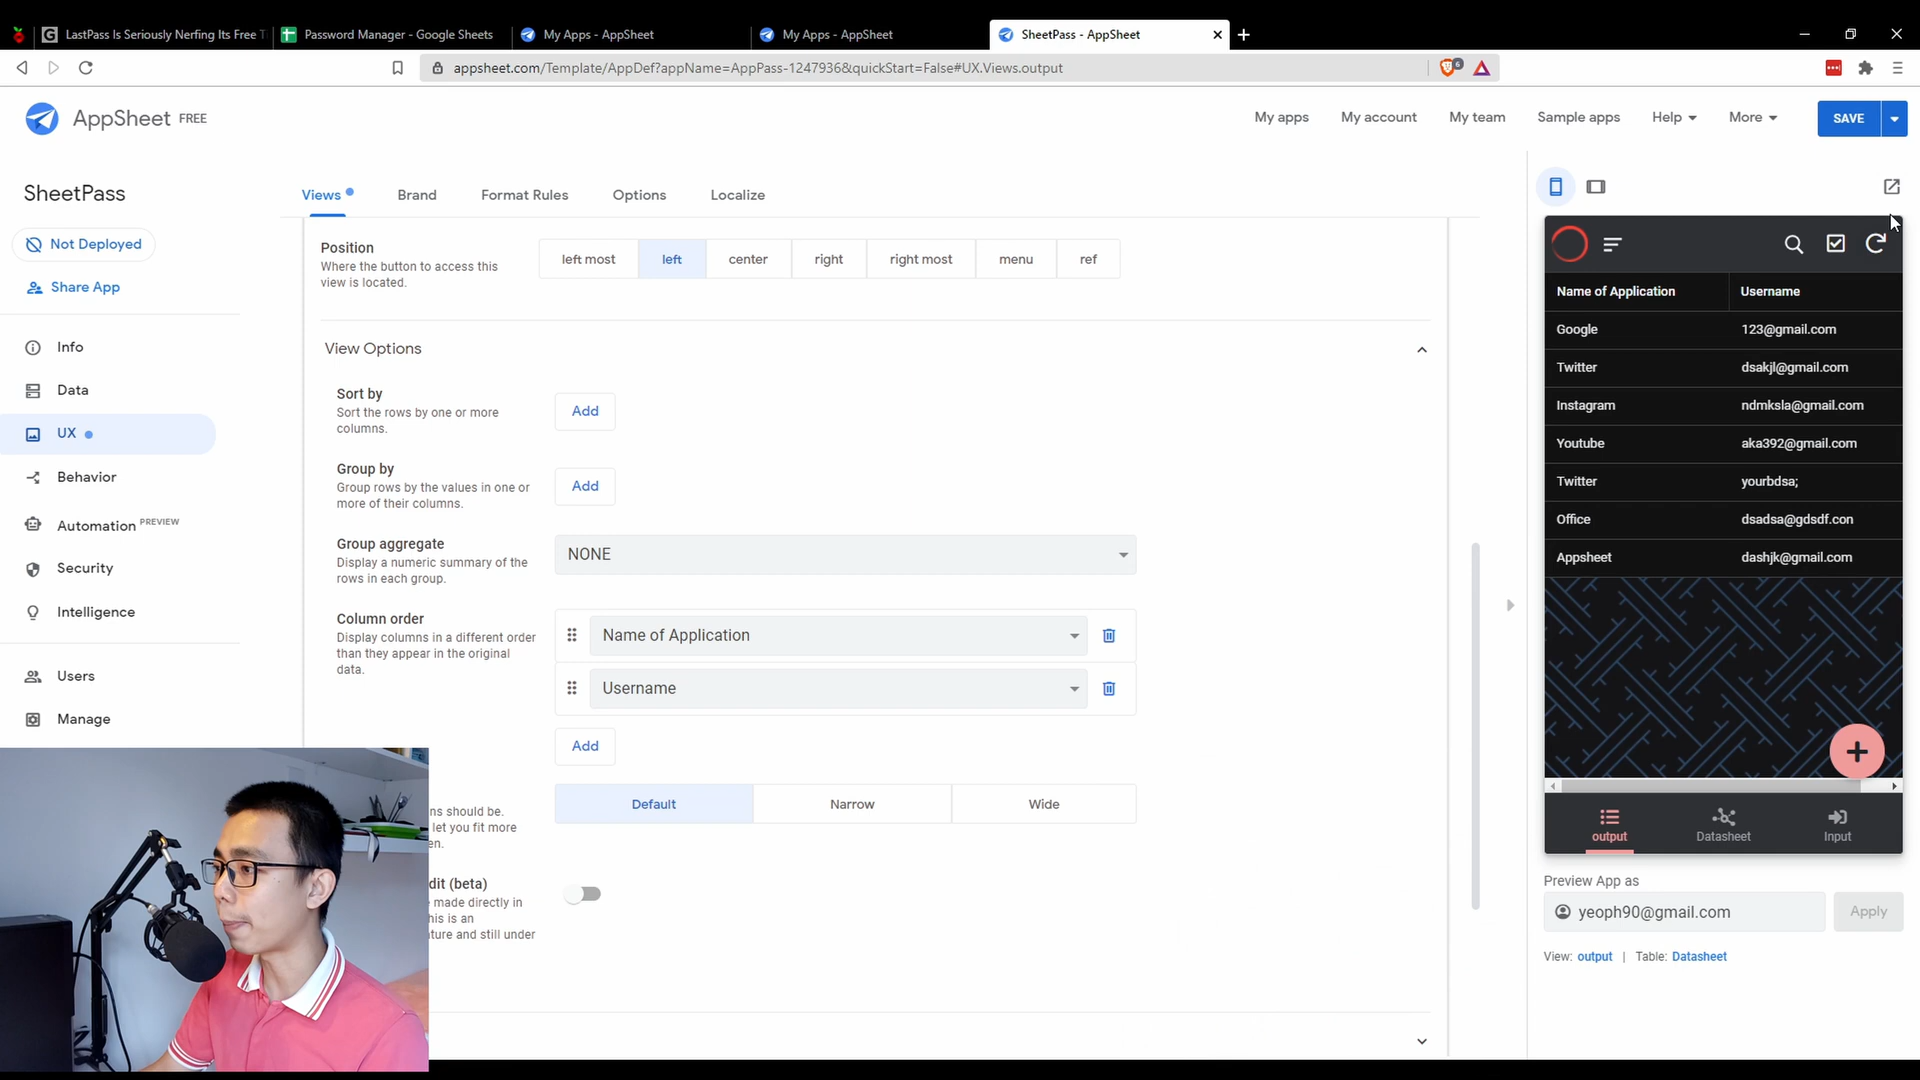 LastPass Is Seriously Nerfing Its Free T
Password Manager - Google Sheets
My Apps - AppSheet
My Apps - AppSheet
SheetPass - AppSheet
appsheet.com/Template/AppDef?appName=AppPass-1247936&quickStart=False#UX.Views.output
6
AppSheet FREE
My apps
My account
My team
Sample apps
Help
More
SAVE
SheetPass
Not Deployed
Share App
Info
Data
UX
Behavior
Automation PREVIEW
Security
Intelligence
Users
Manage
Views
Brand
Format Rules
Options
Localize
Position
Where the button to access this
view is located.
left most
left
center
right
right most
menu
ref
View Options
Sort by
Sort the rows by one or more
columns.
Add
Group by
Group rows by the values in one or
more of their columns.
Add
Group aggregate
Display a numeric summary of the
rows in each group.
NONE
Column order
Display columns in a different order
than they appear in the original
data.
Name of Application
Username
Add
ns should be.
let you fit more
en.
Default
Narrow
Wide
dit (beta)
made directly in
his is an
ture and still under
Name of Application
Username
Google
123@gmail.com
Twitter
dsakjl@gmail.com
Instagram
ndmksla@gmail.com
Youtube
aka392@gmail.com
Twitter
yourbdsa;
Office
dsadsa@gdsdf.con
Appsheet
dashjk@gmail.com
output
Datasheet
Input
Preview App as
yeoph90@gmail.com
Apply
View: output | Table: Datasheet